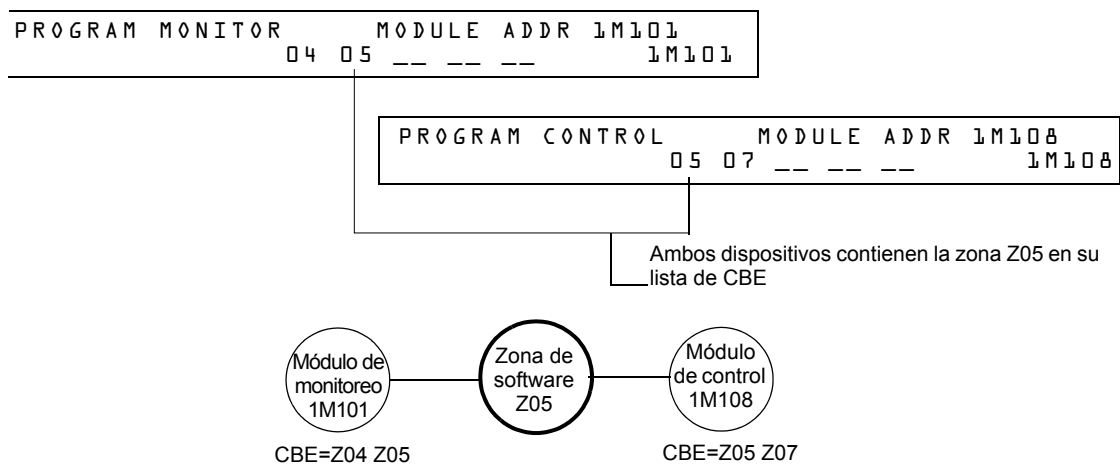 PROGRAM MONITOR MODULE ADDR 1M101
04 05 __ __ __ 1M101
PROGRAM CONTROL MODULE ADDR 1M108
05 07 __ __ __ 1M108
Ambos dispositivos contienen la zona Z05 en su
lista de CBE
Módulo de
monitoreo
1M101
Zona de
software
Z05
Módulo
de control
1M108
CBE=Z04 Z05
CBE=Z05 Z07